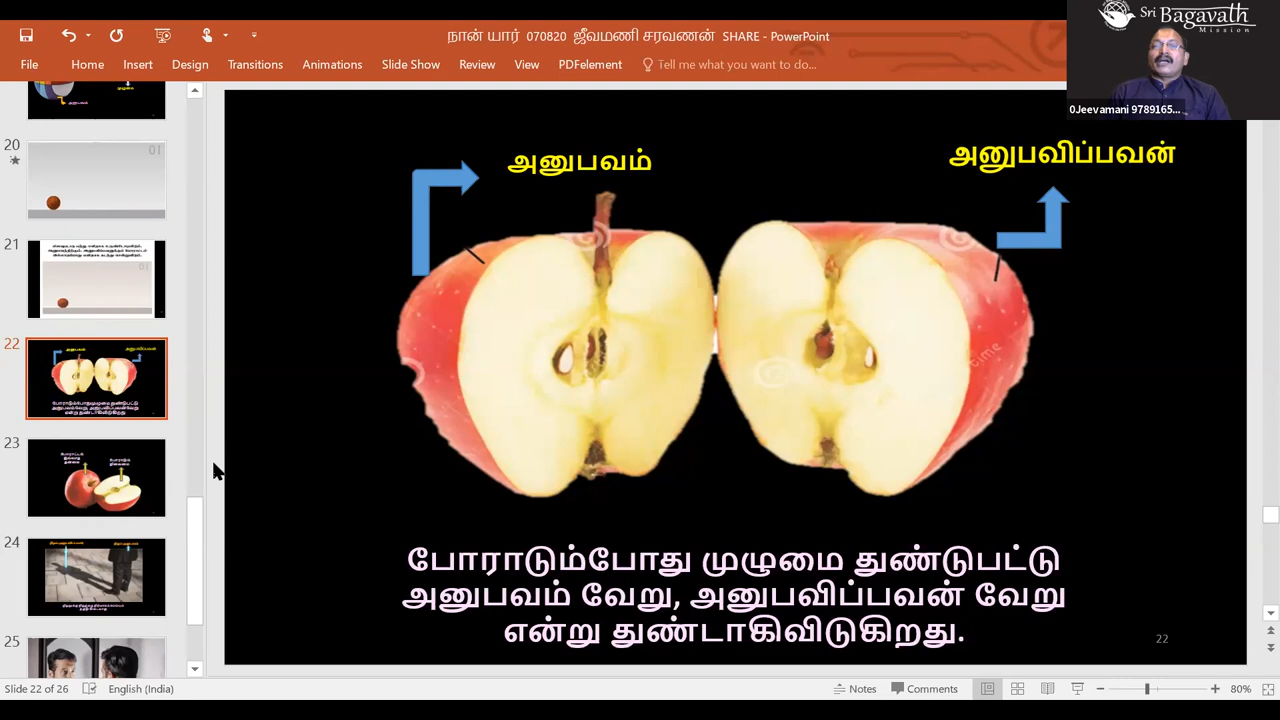 Sri Bagavath
Mission
நான் யார் 070820 ஜீவமணி சரவணன் SHARE - PowerPoint
File Home Insert Design Transitions Animations Slide Show Review View PDFelement Tell me what you want to do...
0Jeevamani 9789165...
20
21
22
23
24
25
அனுபவம்
அனுபவிப்பவன்
போராடும்போது முழுமை துண்டுபட்டு
அனுபவம் வேறு, அனுபவிப்பவன் வேறு
என்று துண்டாகிவிடுகிறது.
22
Slide 22 of 26 English (India) Notes Comments 80%